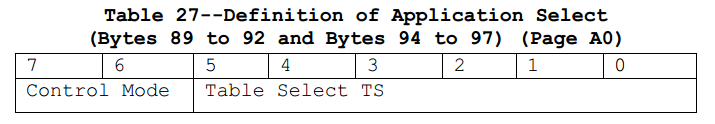 Table 27--Definition of Application Select
(Bytes 89 to 92 and Bytes 94 to 97) (Page A0)
7 6 5 4 3 2 1 0
Control Mode Table Select TS